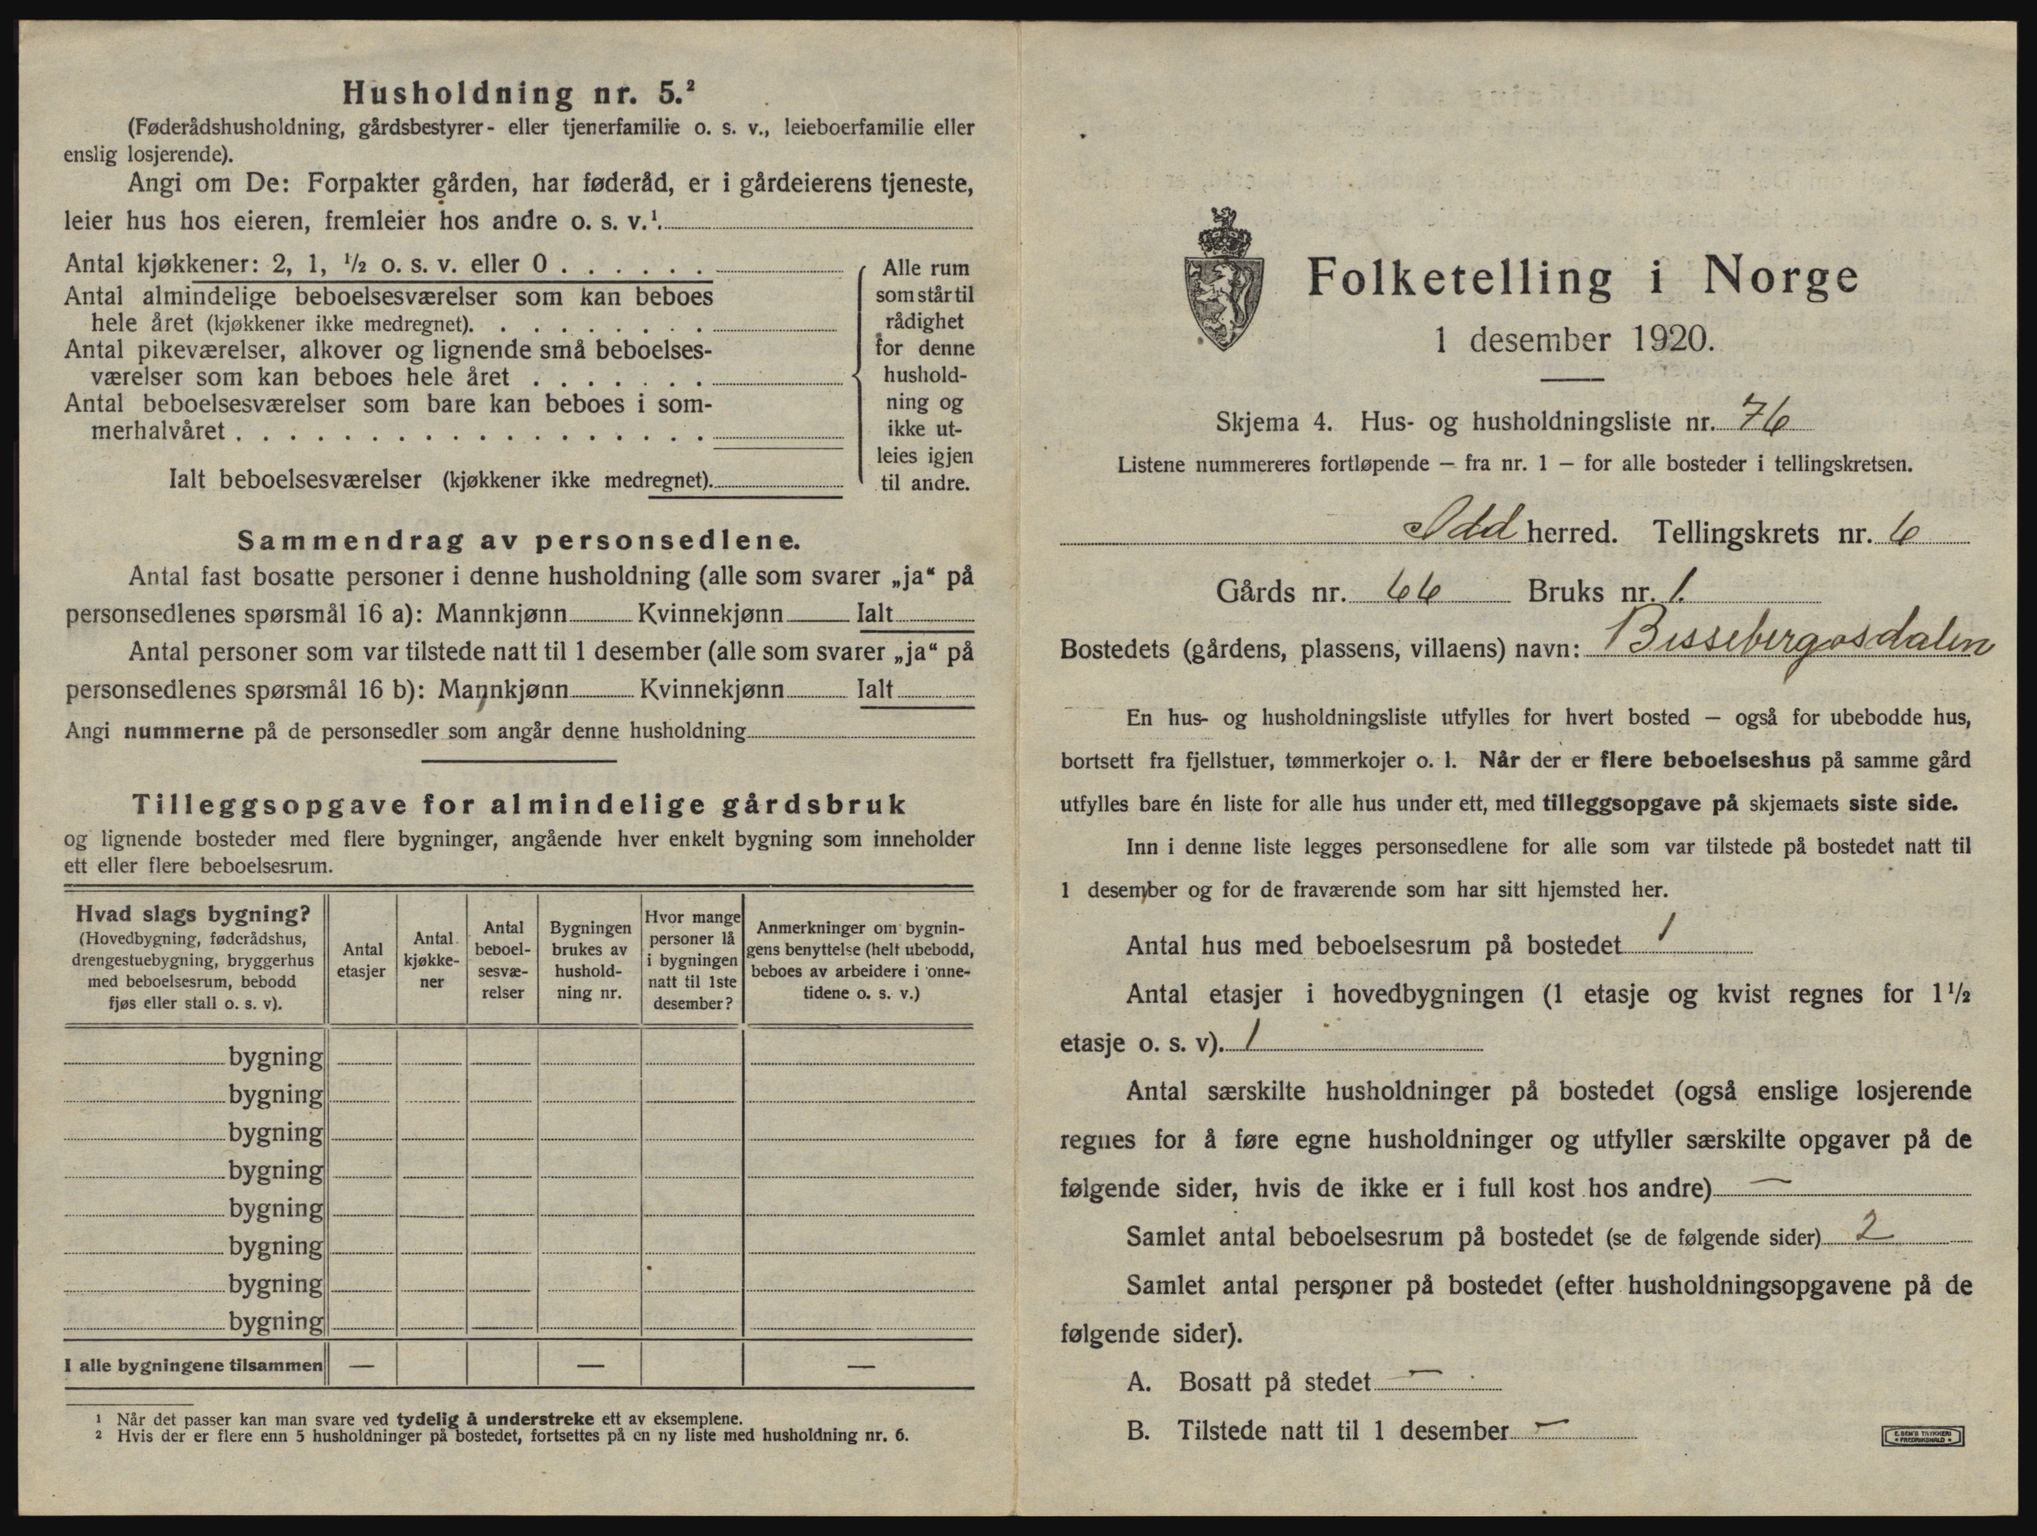 Husholdning nr. 5.²
(Føderådshusholdning, gårdsbestyrer- eller tjenerfamilie o. s. v., leieboerfamilie eller
enslig losjerende).
Angi om De: Forpakter gården, har føderåd, er i gårdeierens tjeneste,
leier hus hos eieren, fremleier hos andre o. s. v.¹.
Antal kjøkkener: 2, 1, ½ o. s. v. eller 0 . . . . . .
Antal almindelige beboelsesværelser som kan beboes
hele året (kjøkkener ikke medregnet). . . . . . . . .
Antal pikeværelser, alkover og lignende små beboelses-
værelser som kan beboes hele året . . . . . . .
Antal beboelsesværelser som bare kan beboes i som-
merhalvåret . . . . . . . . . . . . . . . . . .
Ialt beboelsesværelser (kjøkkener ikke medregnet).
Alle rum
som står til
rådighet
for denne
hushold-
ning og
ikke ut-
leies igjen
til andre.
Sammendrag av personsedlene.
Antal fast bosatte personer i denne husholdning (alle som svarer „ja“ på
personsedlenes spørsmål 16 a): Mannkjønn Kvinnekjønn Ialt
Antal personer som var tilstede natt til 1 desember (alle som svarer „ja“ på
personsedlenes spørsmål 16 b): Mannkjønn Kvinnekjønn Ialt
Angi nummerne på de personsedler som angår denne husholdning
Tilleggsopgave for almindelige gårdsbruk
og lignende bosteder med flere bygninger, angående hver enkelt bygning som inneholder
ett eller flere beboelsesrum.
Hvad slags bygning?
(Hovedbygning, føderådshus,
drengestuebygning, bryggerhus
med beboelsesrum, bebodd
fjøs eller stall o. s. v).
Antal
etasjer
Antal
kjøkke-
ner
Antal
beboel-
sesvæ-
relser
Bygningen
brukes av
hushold-
ning nr.
Hvor mange
personer lå
i bygningen
natt til 1ste
desember?
Anmerkninger om bygnin-
gens benyttelse (helt ubebodd,
beboes av arbeidere i onne-
tidene o. s. v.)
bygning
bygning
bygning
bygning
bygning
bygning
bygning
bygning
I alle bygningene tilsammen — — —
¹ Når det passer kan man svare ved tydelig å understreke ett av eksemplene.
² Hvis der er flere enn 5 husholdninger på bostedet, fortsettes på en ny liste med husholdning nr. 6.
Folketelling i Norge
1 desember 1920.
Skjema 4. Hus- og husholdningsliste nr. 76
Listene nummereres fortløpende – fra nr. 1 – for alle bosteder i tellingskretsen.
Idd herred. Tellingskrets nr. 6
Gårds nr. 66 Bruks nr. 1.
Bostedets (gårdens, plassens, villaens) navn: Bissebergsdalen
En hus- og husholdningsliste utfylles for hvert bosted – også for ubebodde hus,
bortsett fra fjellstuer, tømmerkojer o. l. Når der er flere beboelseshus på samme gård
utfylles bare én liste for alle hus under ett, med tilleggsopgave på skjemaets siste side.
Inn i denne liste legges personsedlene for alle som var tilstede på bostedet natt til
1 desember og for de fraværende som har sitt hjemsted her.
Antal hus med beboelsesrum på bostedet 1
Antal etasjer i hovedbygningen (1 etasje og kvist regnes for 1½
etasje o. s. v). 1
Antal særskilte husholdninger på bostedet (også enslige losjerende
regnes for å føre egne husholdninger og utfyller særskilte opgaver på de
følgende sider, hvis de ikke er i full kost hos andre) —
Samlet antal beboelsesrum på bostedet (se de følgende sider) 2
Samlet antal personer på bostedet (efter husholdningsopgavene på de
følgende sider).
A. Bosatt på stedet —
B. Tilstede natt til 1 desember —